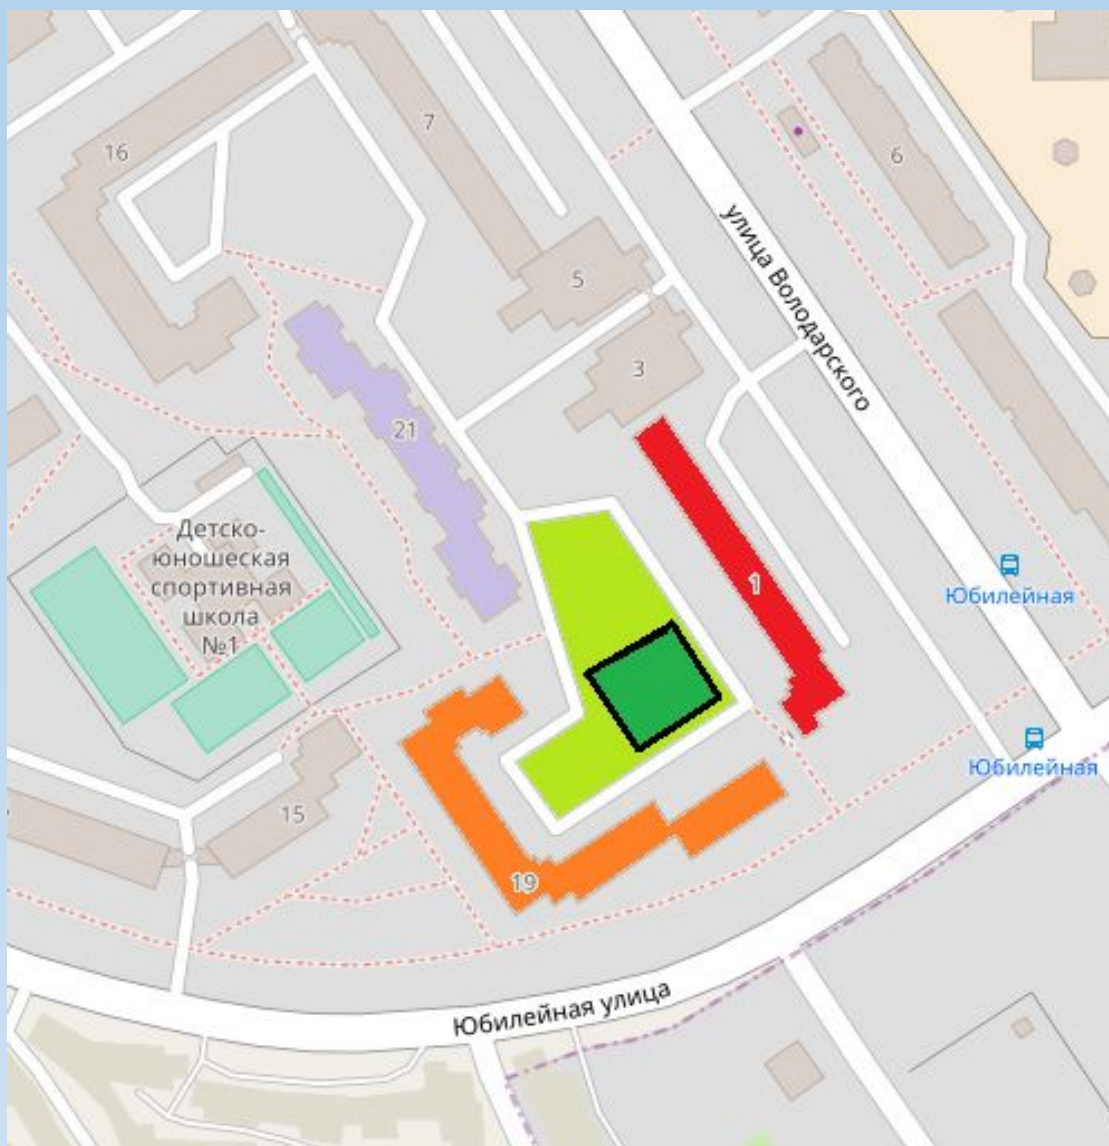 7
16
6
улица Володарского
5
3
21
Детско-
юношеская
спортивная
школа
№1
1
Юбилейная
Юбилейная
15
19
Юбилейная улица